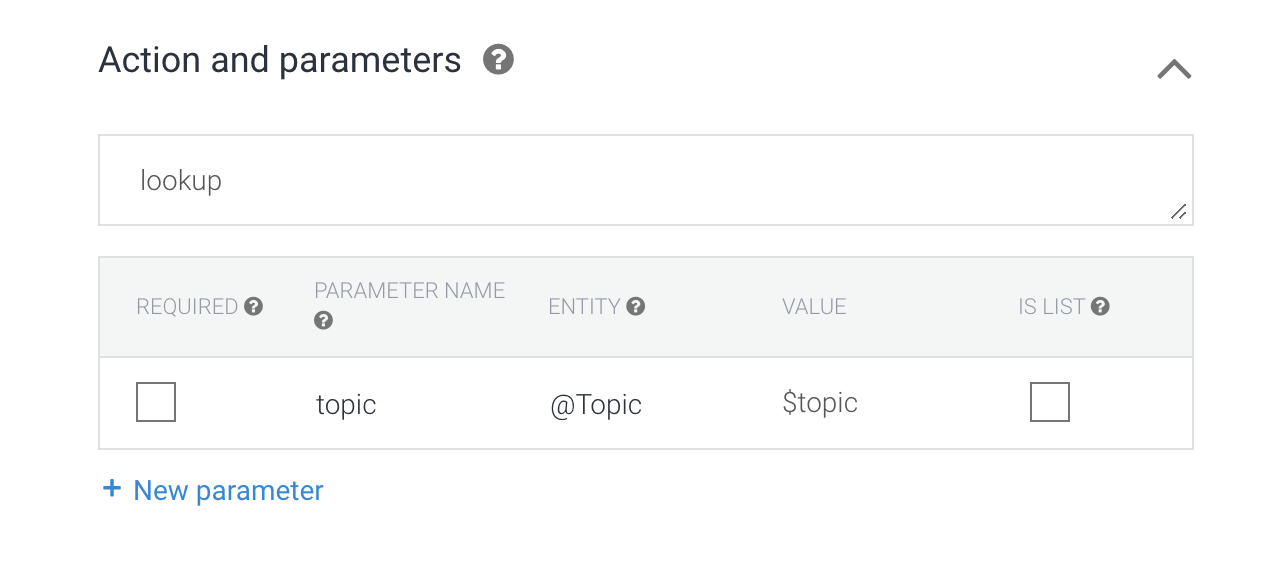 Action and parameters
lookup
REQUIRED PARAMETER NAME ENTITY VALUE IS LIST
topic @Topic $topic
+ New parameter